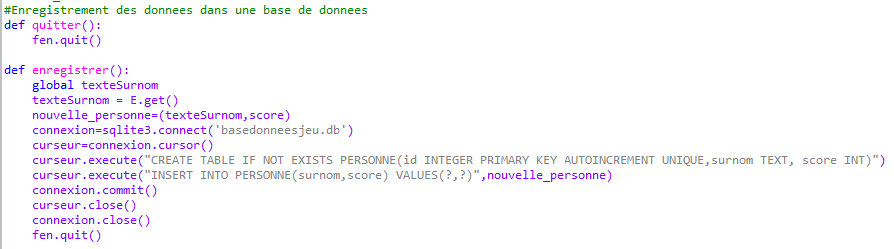 #Enregistrement des donnees dans une base de donnees
def quitter():
    fen.quit()

def enregistrer():
    global texteSurnom
    texteSurnom = E.get()
    nouvelle_personne=(texteSurnom,score)
    connexion=sqlite3.connect('basedonneesjeu.db')
    curseur=connexion.cursor()
    curseur.execute("CREATE TABLE IF NOT EXISTS PERSONNE(id INTEGER PRIMARY KEY AUTOINCREMENT UNIQUE,surnom TEXT, score INT)")
    curseur.execute("INSERT INTO PERSONNE(surnom,score) VALUES(?,?)",nouvelle_personne)
    connexion.commit()
    curseur.close()
    connexion.close()
    fen.quit()